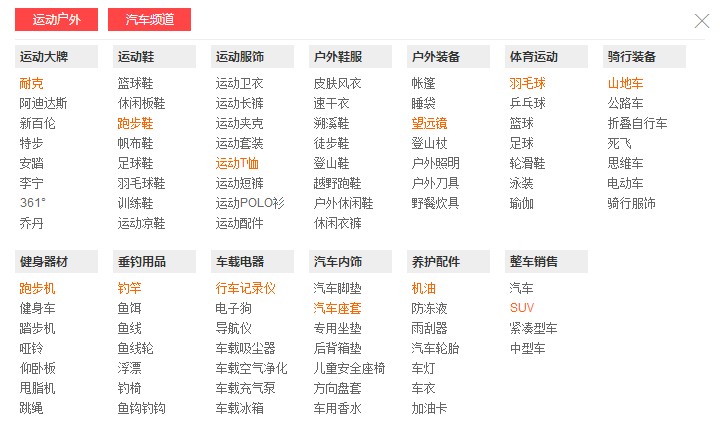 运动户外 汽车频道
运动大牌 运动鞋 运动服饰 户外鞋服 户外装备 体育运动 骑行装备
耐克 篮球鞋 运动卫衣 皮肤风衣 帐篷 羽毛球 山地车
阿迪达斯 休闲板鞋 运动长裤 速干衣 睡袋 乒乓球 公路车
新百伦 跑步鞋 运动夹克 溯溪鞋 望远镜 篮球 折叠自行车
特步 帆布鞋 运动套装 徒步鞋 登山杖 足球 死飞
安踏 足球鞋 运动T恤 登山鞋 户外照明 轮滑鞋 思维车
李宁 羽毛球鞋 运动短裤 越野跑鞋 户外刀具 泳装 电动车
361° 训练鞋 运动POLO衫 户外休闲鞋 野餐炊具 瑜伽 骑行服饰
乔丹 运动凉鞋 运动配件 休闲衣裤
健身器材 垂钓用品 车载电器 汽车内饰 养护配件 整车销售
跑步机 钓竿 行车记录仪 汽车脚垫 机油 汽车
健身车 鱼饵 电子狗 汽车座套 防冻液 SUV
踏步机 鱼线 导航仪 专用坐垫 雨刮器 紧凑型车
哑铃 鱼线轮 车载吸尘器 后背箱垫 汽车轮胎 中型车
仰卧板 浮漂 车载空气净化 儿童安全座椅 车灯
甩脂机 钓椅 车载充气泵 方向盘套 车衣
跳绳 鱼钩钓钩 车载冰箱 车用香水 加油卡